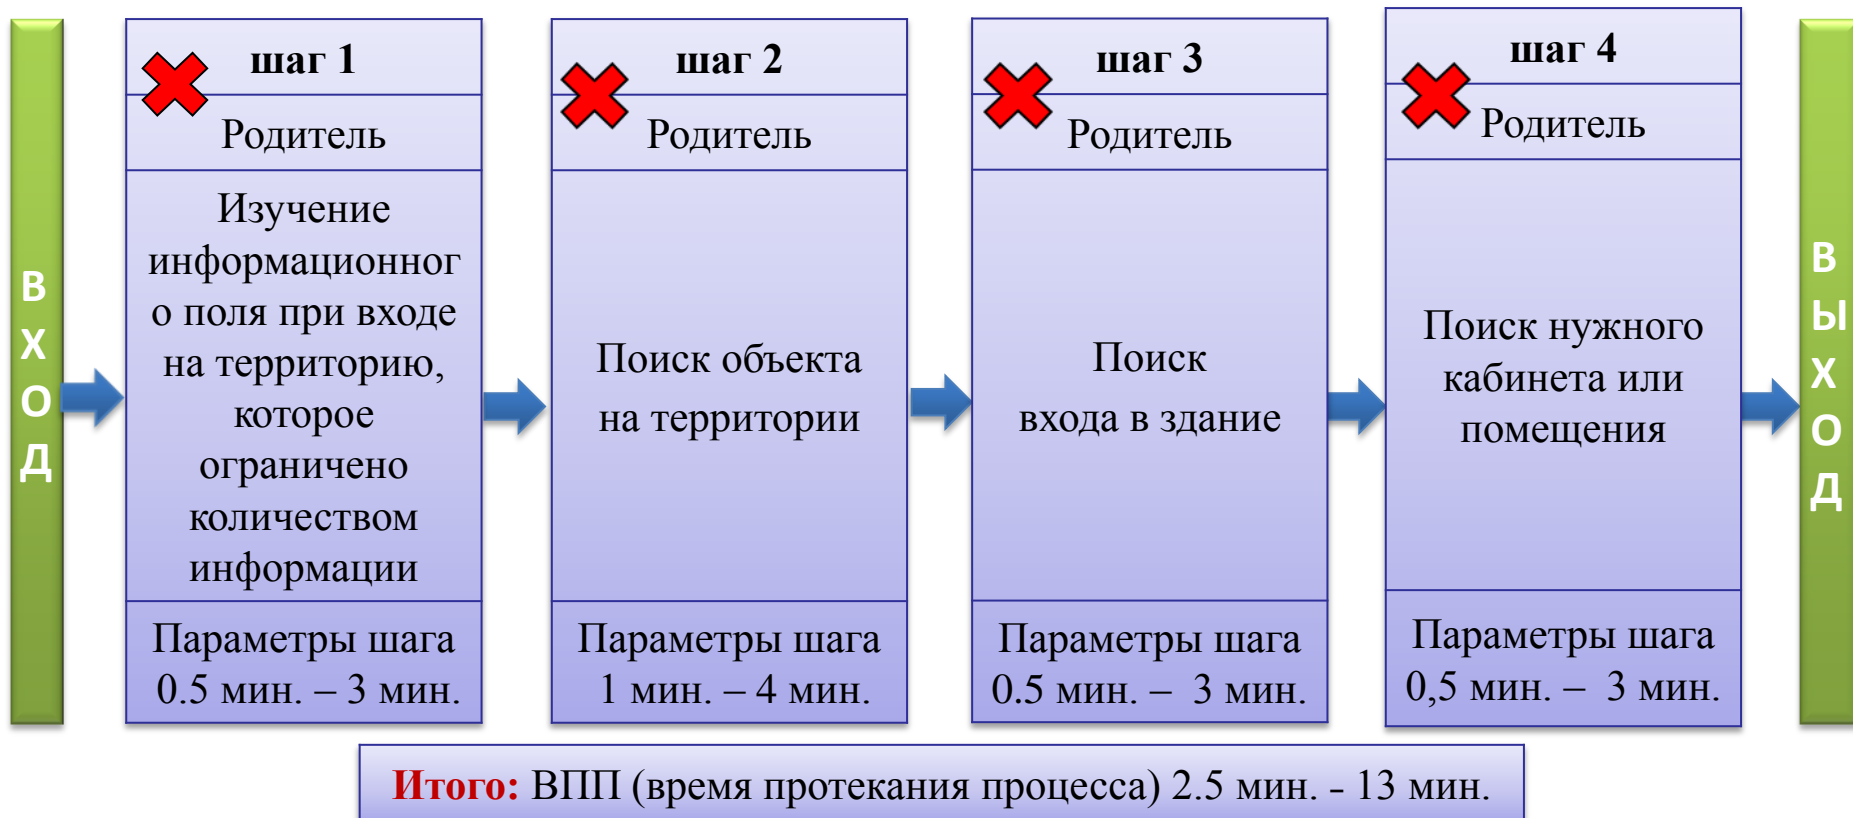 ВХОД
шаг 1
Родитель
Изучение
информационног
о поля при входе
на территорию,
которое
ограничено
количеством
информации
Параметры шага
0.5 мин. – 3 мин.
шаг 2
Родитель
Поиск объекта
на территории
Параметры шага
1 мин. – 4 мин.
шаг 3
Родитель
Поиск
входа в здание
Параметры шага
0.5 мин. – 3 мин.
шаг 4
Родитель
Поиск нужного
кабинета или
помещения
Параметры шага
0,5 мин. – 3 мин.
ВЫХОД
Итого: ВПП (время протекания процесса) 2.5 мин. - 13 мин.